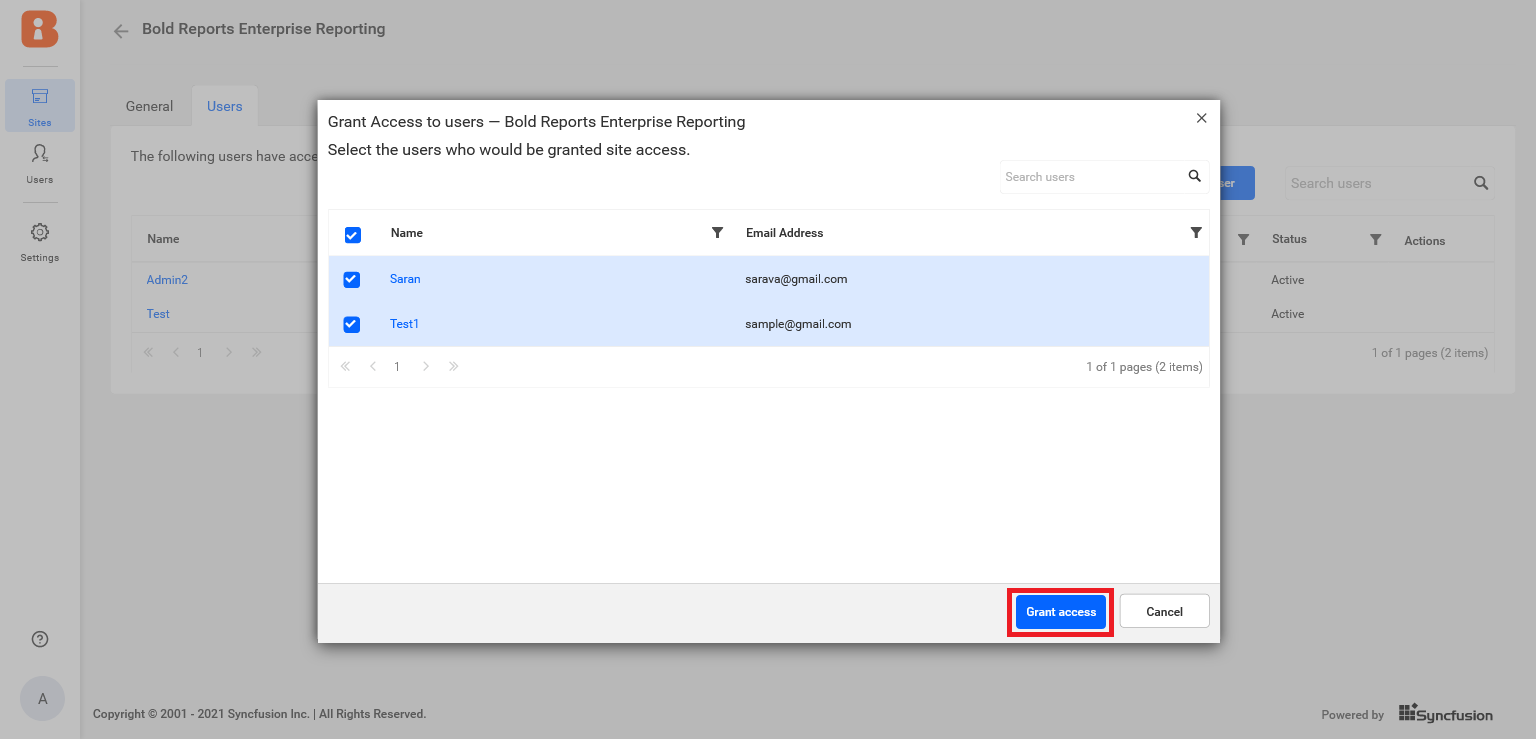 Bold Reports Enterprise Reporting
Sites
Users
Settings
A
General
Users
The following users have acce
ser
Search users
Name
Status
Actions
Admin2
Active
Test
Active
1
1 of 1 pages (2 items)
Grant Access to users — Bold Reports Enterprise Reporting
Select the users who would be granted site access.
Search users
Name
Email Address
Saran
sarava@gmail.com
Test1
sample@gmail.com
1
1 of 1 pages (2 items)
Grant access
Cancel
Copyright © 2001 - 2021 Syncfusion Inc. | All Rights Reserved.
Powered by
Syncfusion